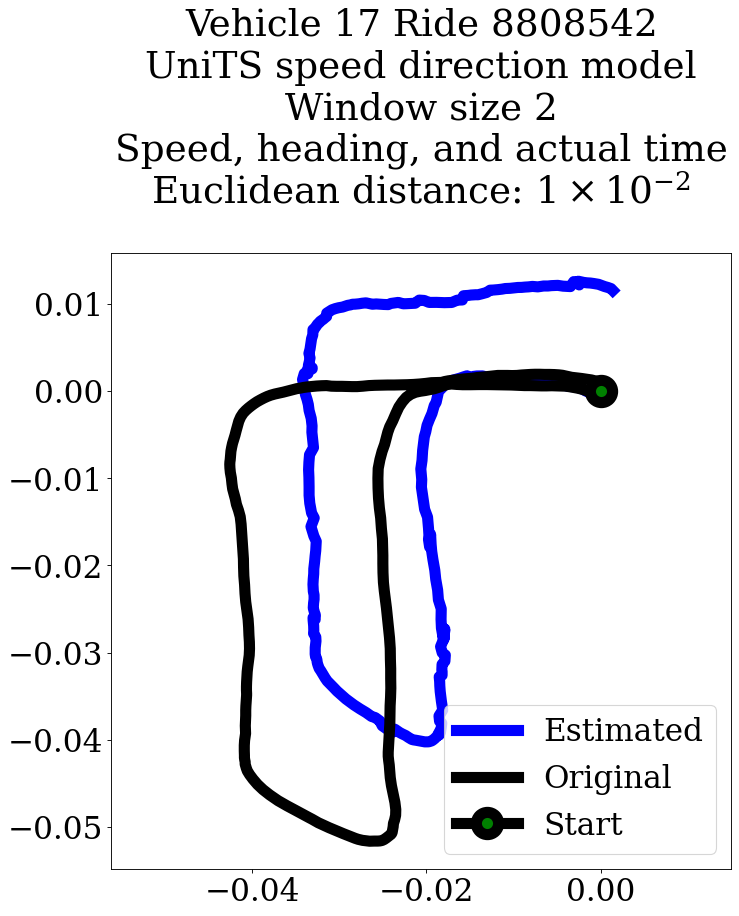 Vehicle 17 Ride 8808542
UniTS speed direction model
Window size 2
Speed, heading, and actual time
Euclidean distance: 1 × 10⁻²
0.01
0.00
−0.01
−0.02
−0.03
−0.04
−0.05
Estimated
Original
Start
−0.04
−0.02
0.00